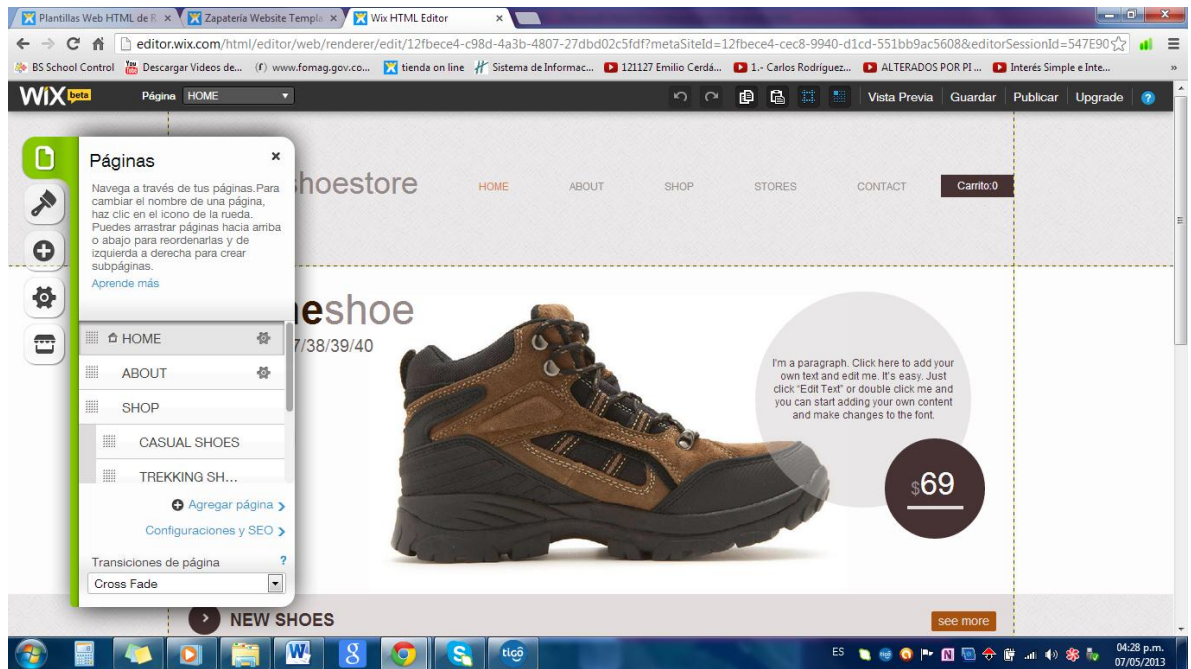 Plantillas Web HTML de R
Zapatería Website Templa
Wix HTML Editor
editor.wix.com/html/editor/web/renderer/edit/12fbece4-c98d-4a3b-4807-27dbd02c5fdf?metaSiteId=12fbece4-cec8-9940-d1cd-551bb9ac5608&editorSessionId=547E90
BS School Control
Descargar Videos de...
www.fomag.gov.co...
tienda on line
Sistema de Informac...
121127 Emilio Cerdá...
1.- Carlos Rodríguez...
ALTERADOS POR PI ...
Interés Simple e Inte...
WiX beta
Página HOME
Vista Previa
Guardar
Publicar
Upgrade
?
Páginas
Navega a través de tus páginas.Para
cambiar el nombre de una página,
haz clic en el icono de la rueda.
Puedes arrastrar páginas hacia arriba
o abajo para reordenarlas y de
izquierda a derecha para crear
subpáginas.
Aprende más
HOME
ABOUT
SHOP
CASUAL SHOES
TREKKING SH...
Agregar página
Configuraciones y SEO
Transiciones de página ?
Cross Fade
shoestore
HOME
ABOUT
SHOP
STORES
CONTACT
Carrito:0
eshoe
7/38/39/40
I'm a paragraph. Click here to add your
own text and edit me. It's easy. Just
click "Edit Text" or double click me and
you can start adding your own content
and make changes to the font.
$69
NEW SHOES
see more
tiGO
ES
04:28 p.m.
07/05/2013